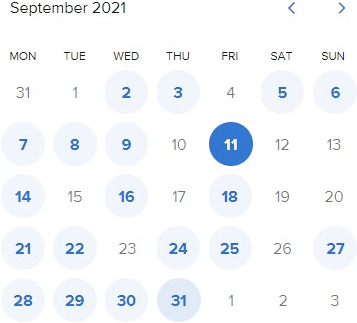 September 2021
MON TUE WED THU FRI SAT SUN
31 1 2 3 4 5 6
7 8 9 10 11 12 13
14 15 16 17 18 19 20
21 22 23 24 25 26 27
28 29 30 31 1 2 3